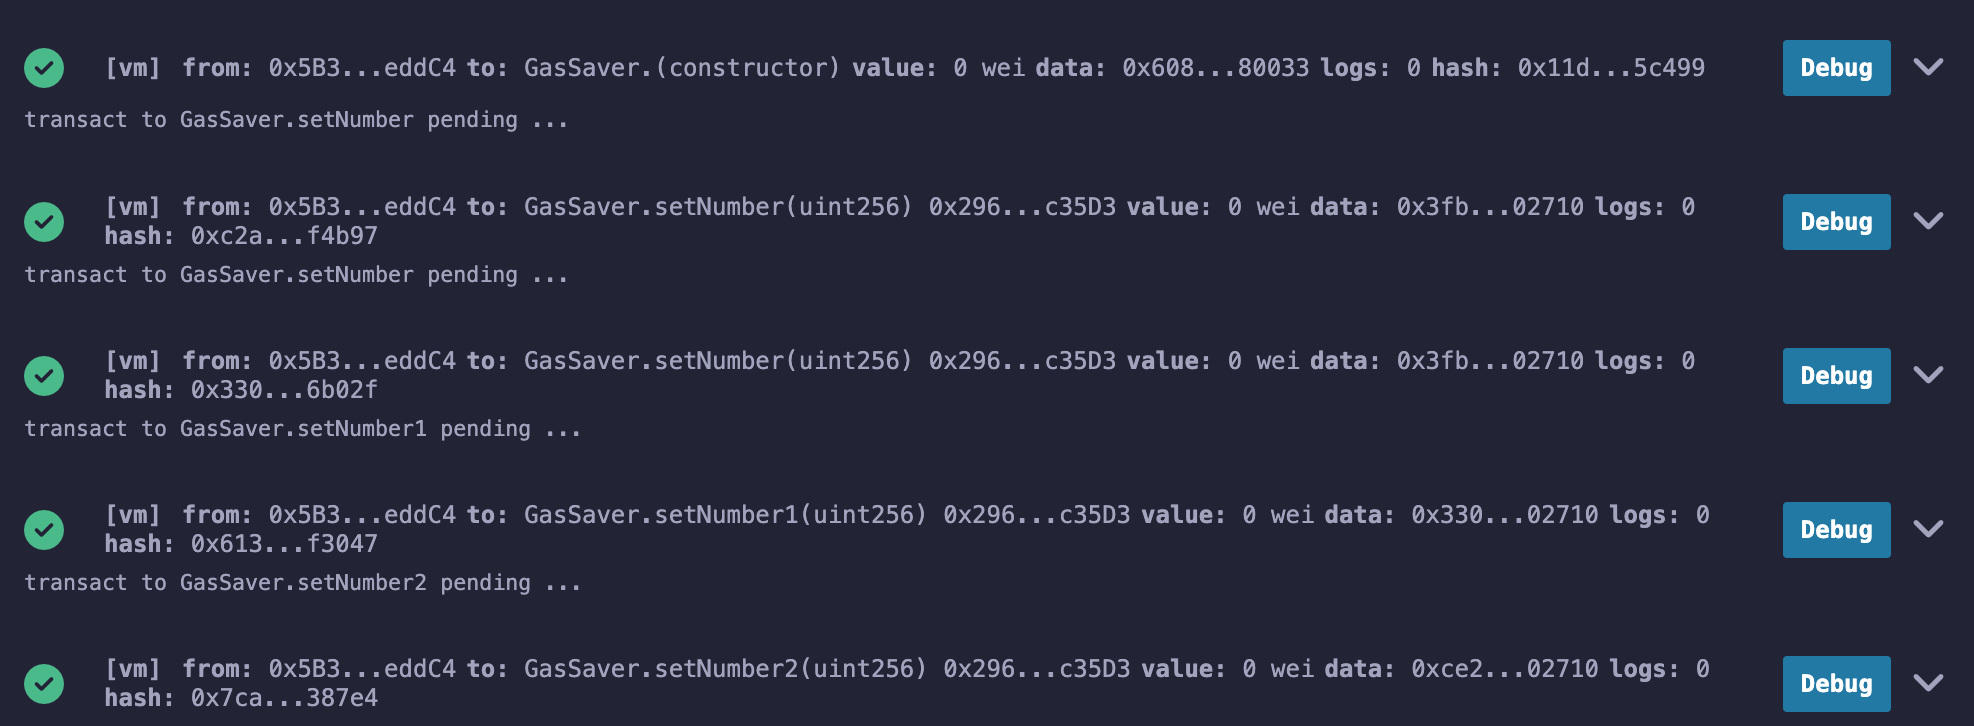 [vm] from: 0x5B3...eddC4 to: GasSaver.(constructor) value: 0 wei data: 0x608...80033 logs: 0 hash: 0x11d...5c499 Debug
transact to GasSaver.setNumber pending ...
[vm] from: 0x5B3...eddC4 to: GasSaver.setNumber(uint256) 0x296...c35D3 value: 0 wei data: 0x3fb...02710 logs: 0
hash: 0xc2a...f4b97 Debug
transact to GasSaver.setNumber pending ...
[vm] from: 0x5B3...eddC4 to: GasSaver.setNumber(uint256) 0x296...c35D3 value: 0 wei data: 0x3fb...02710 logs: 0
hash: 0x330...6b02f Debug
transact to GasSaver.setNumber1 pending ...
[vm] from: 0x5B3...eddC4 to: GasSaver.setNumber1(uint256) 0x296...c35D3 value: 0 wei data: 0x330...02710 logs: 0
hash: 0x613...f3047 Debug
transact to GasSaver.setNumber2 pending ...
[vm] from: 0x5B3...eddC4 to: GasSaver.setNumber2(uint256) 0x296...c35D3 value: 0 wei data: 0xce2...02710 logs: 0
hash: 0x7ca...387e4 Debug